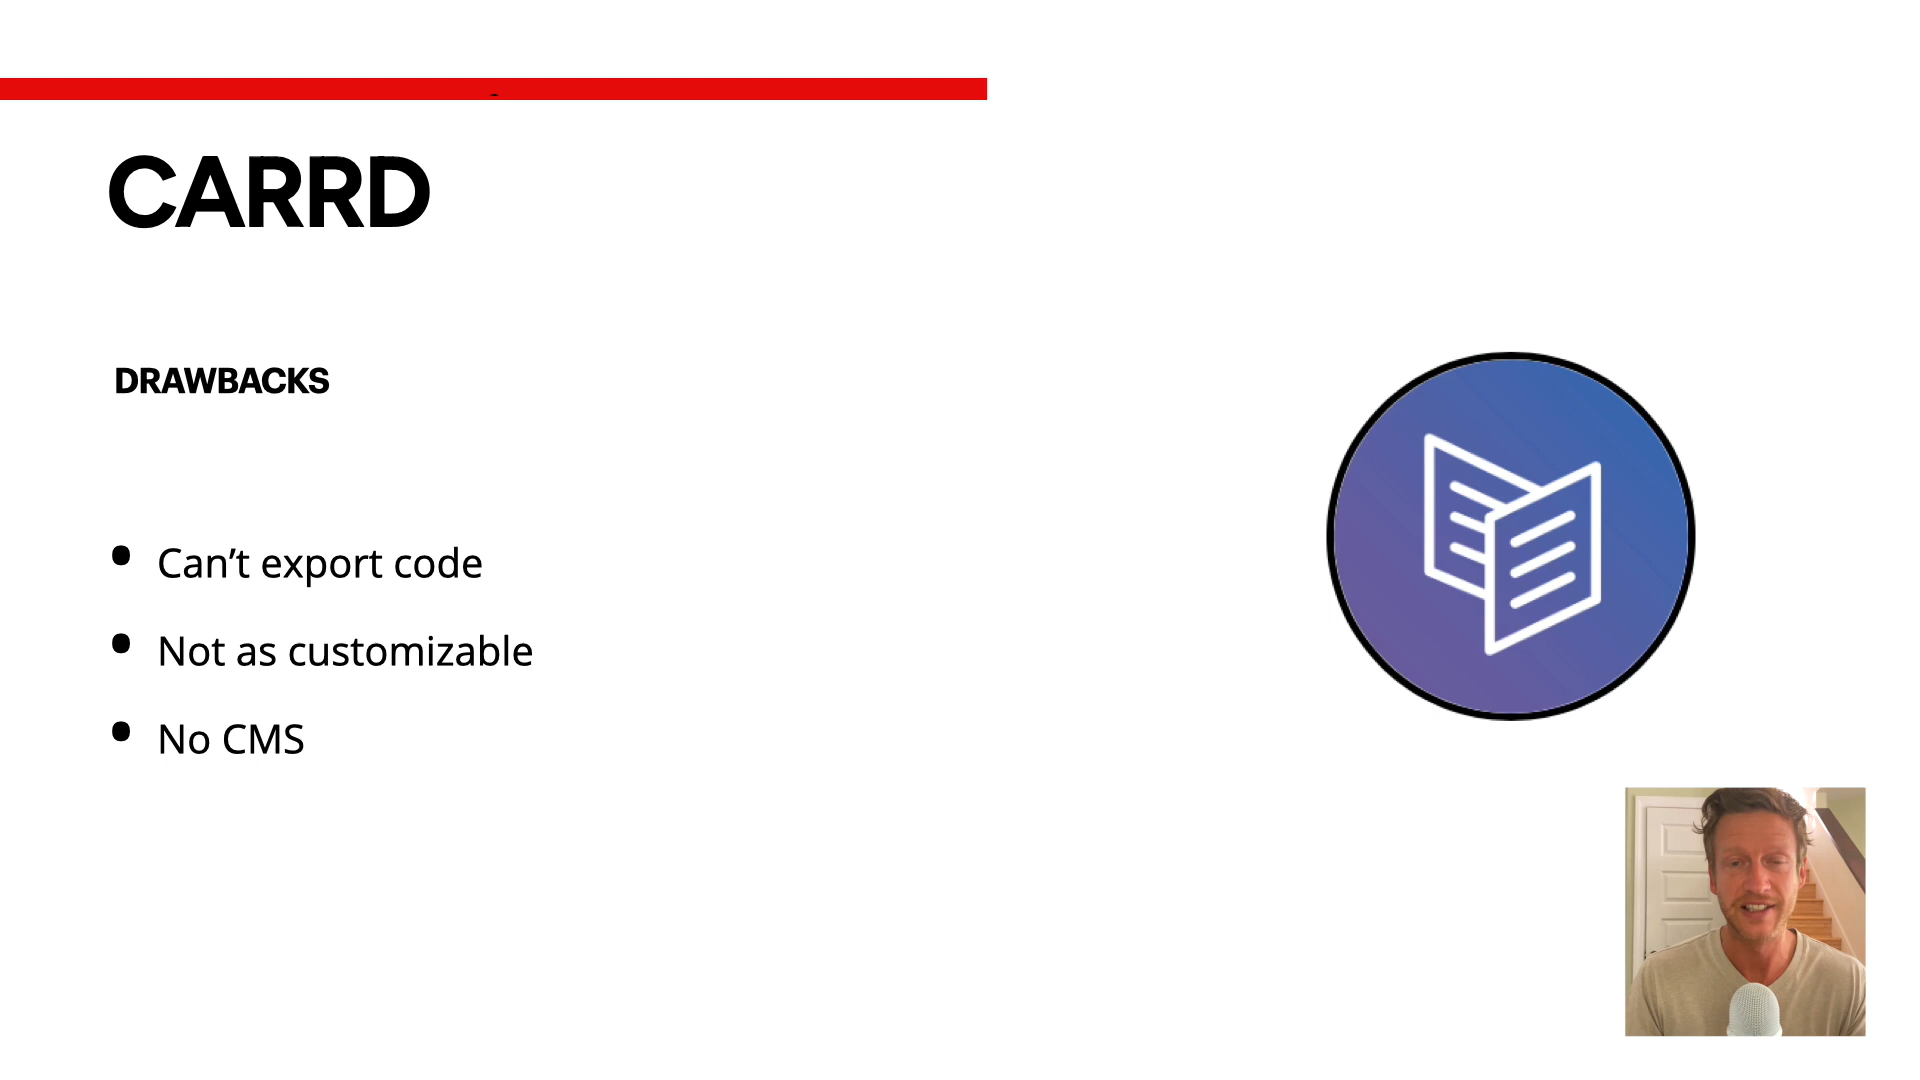 CARRD
DRAWBACKS
• Can’t export code
• Not as customizable
• No CMS